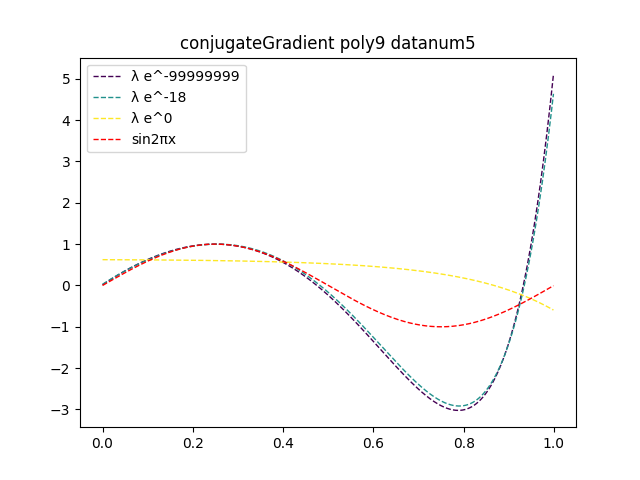 conjugateGradient poly9 datanum5
λ e^-99999999
λ e^-18
λ e^0
sin2πx
5
4
3
2
1
0
−1
−2
−3
0.0 0.2 0.4 0.6 0.8 1.0